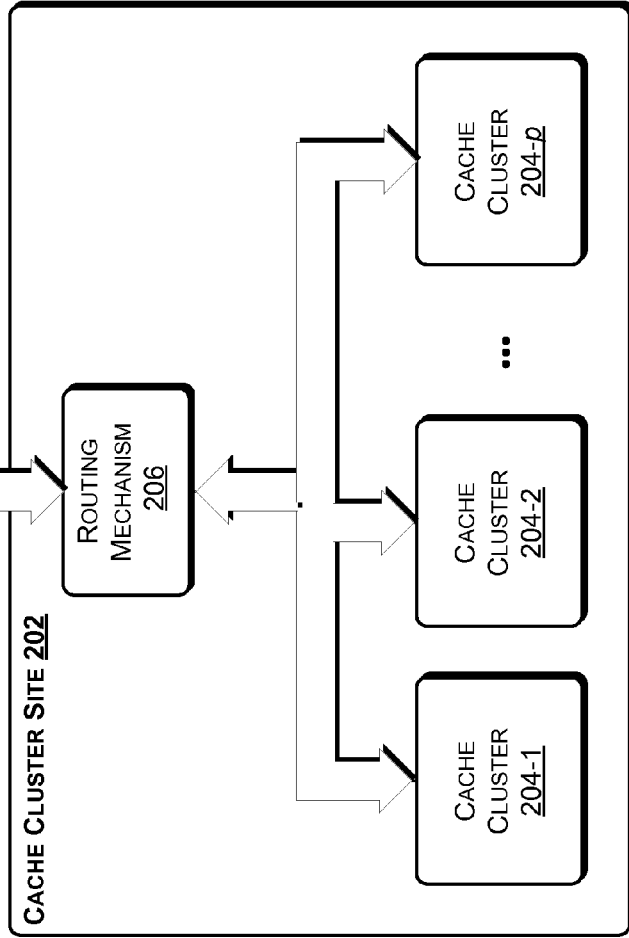 CACHE CLUSTER SITE 202
ROUTING
MECHANISM
206
CACHE
CLUSTER
204-1
CACHE
CLUSTER
204-2
...
CACHE
CLUSTER
204-p